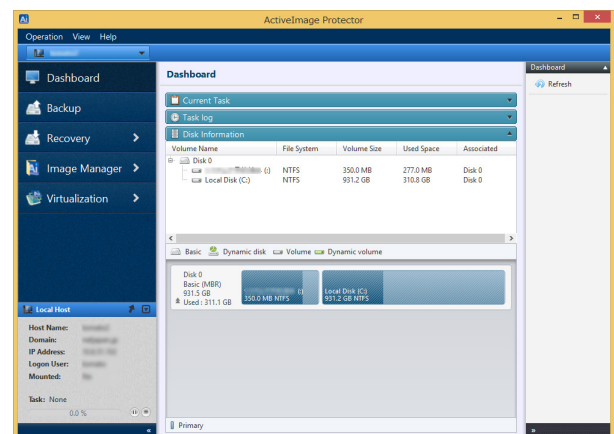 Ai ActiveImage Protector
Operation View Help
Dashboard
Backup
Recovery
Image Manager
Virtualization
Local Host
Host Name:
Domain:
IP Address:
Logon User:
Mounted:
Task: None
0.0 %
«
Dashboard
Current Task
Task log
Disk Information
Volume Name File System Volume Size Used Space Associated
Disk 0
(:) NTFS 350.0 MB 277.0 MB Disk 0
Local Disk (C:) NTFS 931.2 GB 310.8 GB Disk 0
Basic Dynamic disk Volume Dynamic volume
Disk 0
Basic (MBR)
931.5 GB
Used : 311.1 GB
(:)
350.0 MB NTFS
Local Disk (C:)
931.2 GB NTFS
Primary
Dashboard
Refresh
»